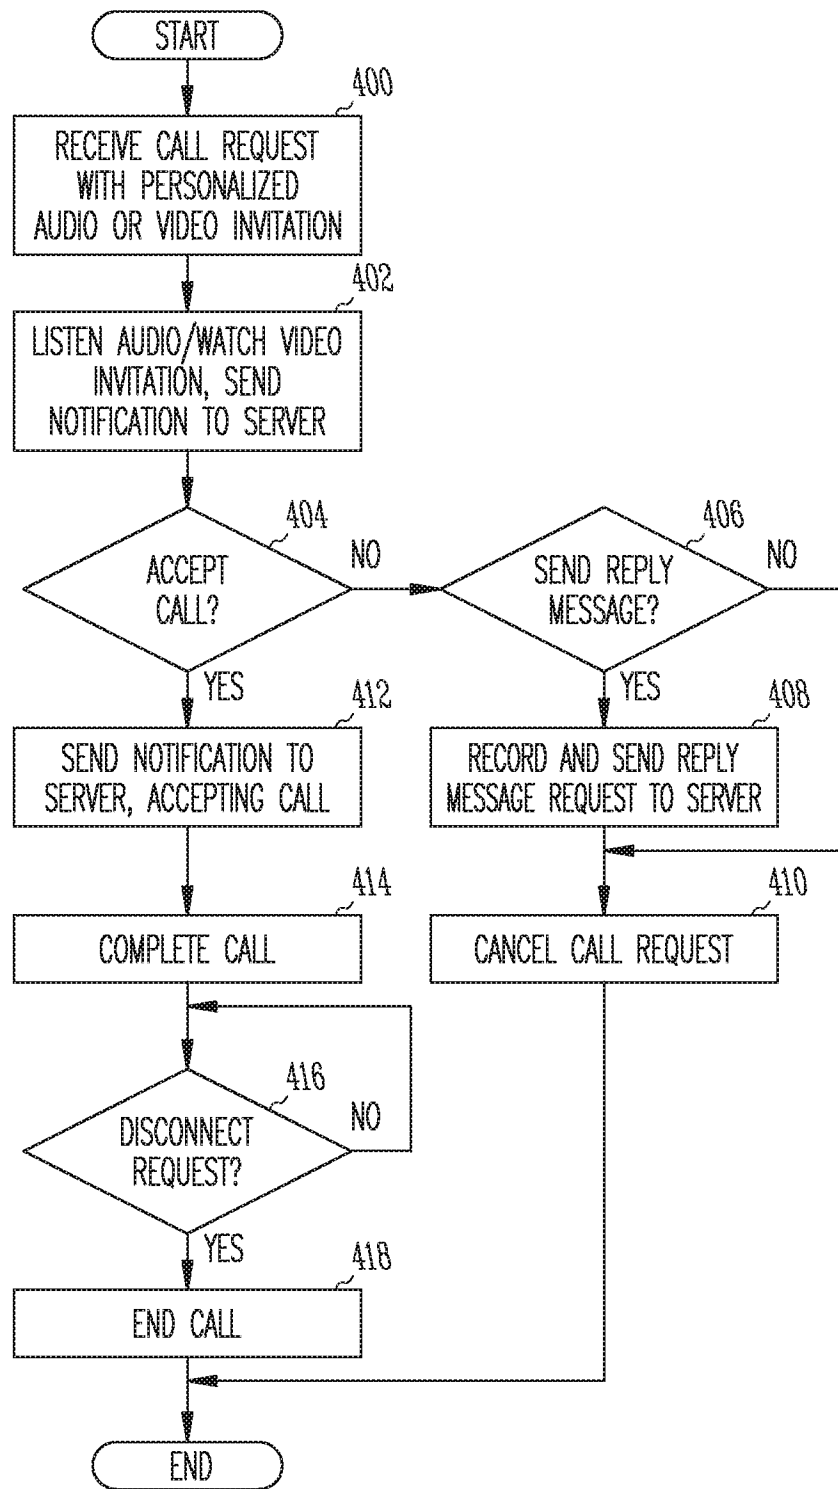 START
400
RECEIVE CALL REQUEST
WITH PERSONALIZED
AUDIO OR VIDEO INVITATION
402
LISTEN AUDIO/WATCH VIDEO
INVITATION, SEND
NOTIFICATION TO SERVER
404
ACCEPT
CALL?
NO
YES
406
SEND REPLY
MESSAGE?
NO
YES
412
SEND NOTIFICATION TO
SERVER, ACCEPTING CALL
408
RECORD AND SEND REPLY
MESSAGE REQUEST TO SERVER
414
COMPLETE CALL
410
CANCEL CALL REQUEST
416
DISCONNECT
REQUEST?
NO
YES
418
END CALL
END